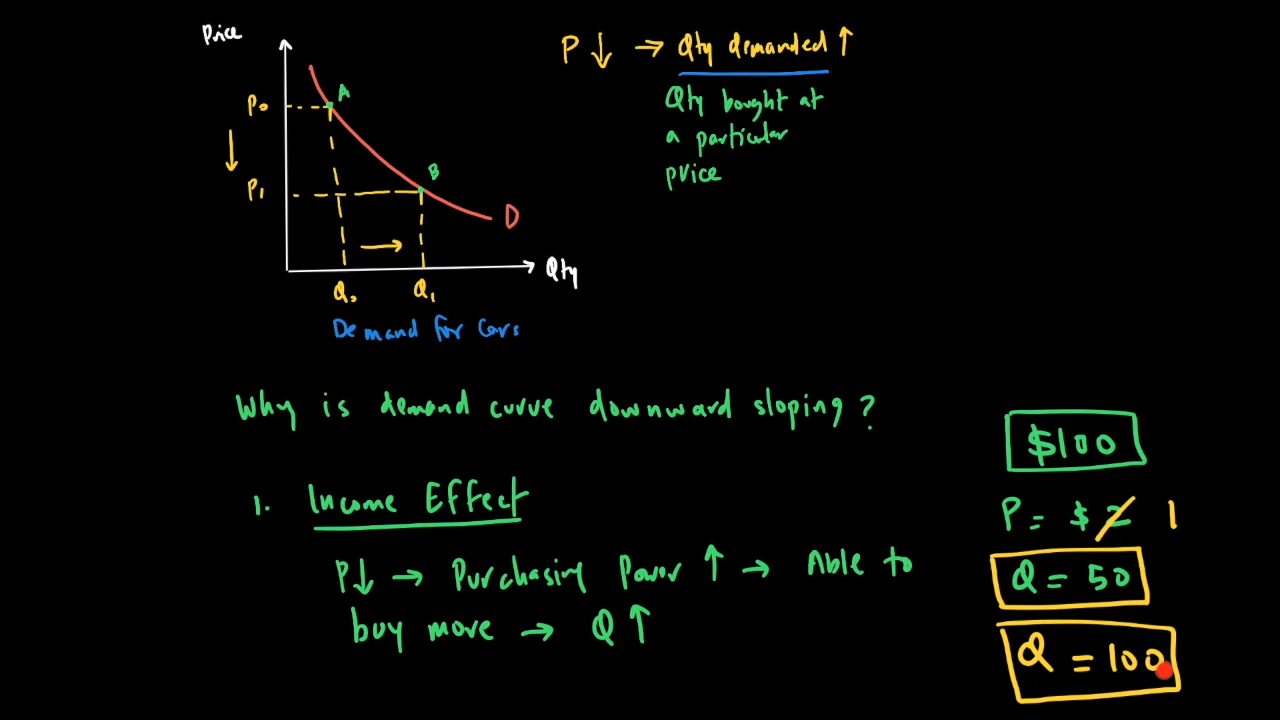 Price
P↓ → Qty demanded ↑
Qty bought at
a particular
price
A
P₀
B
P₁
D
Qty
Q₀ Q₁
Demand for Cars
Why is demand curve downward sloping?
1. Income Effect
P↓ → Purchasing Power ↑ → Able to
buy more → Q↑
$100
P = $2 1
Q = 50
Q = 100